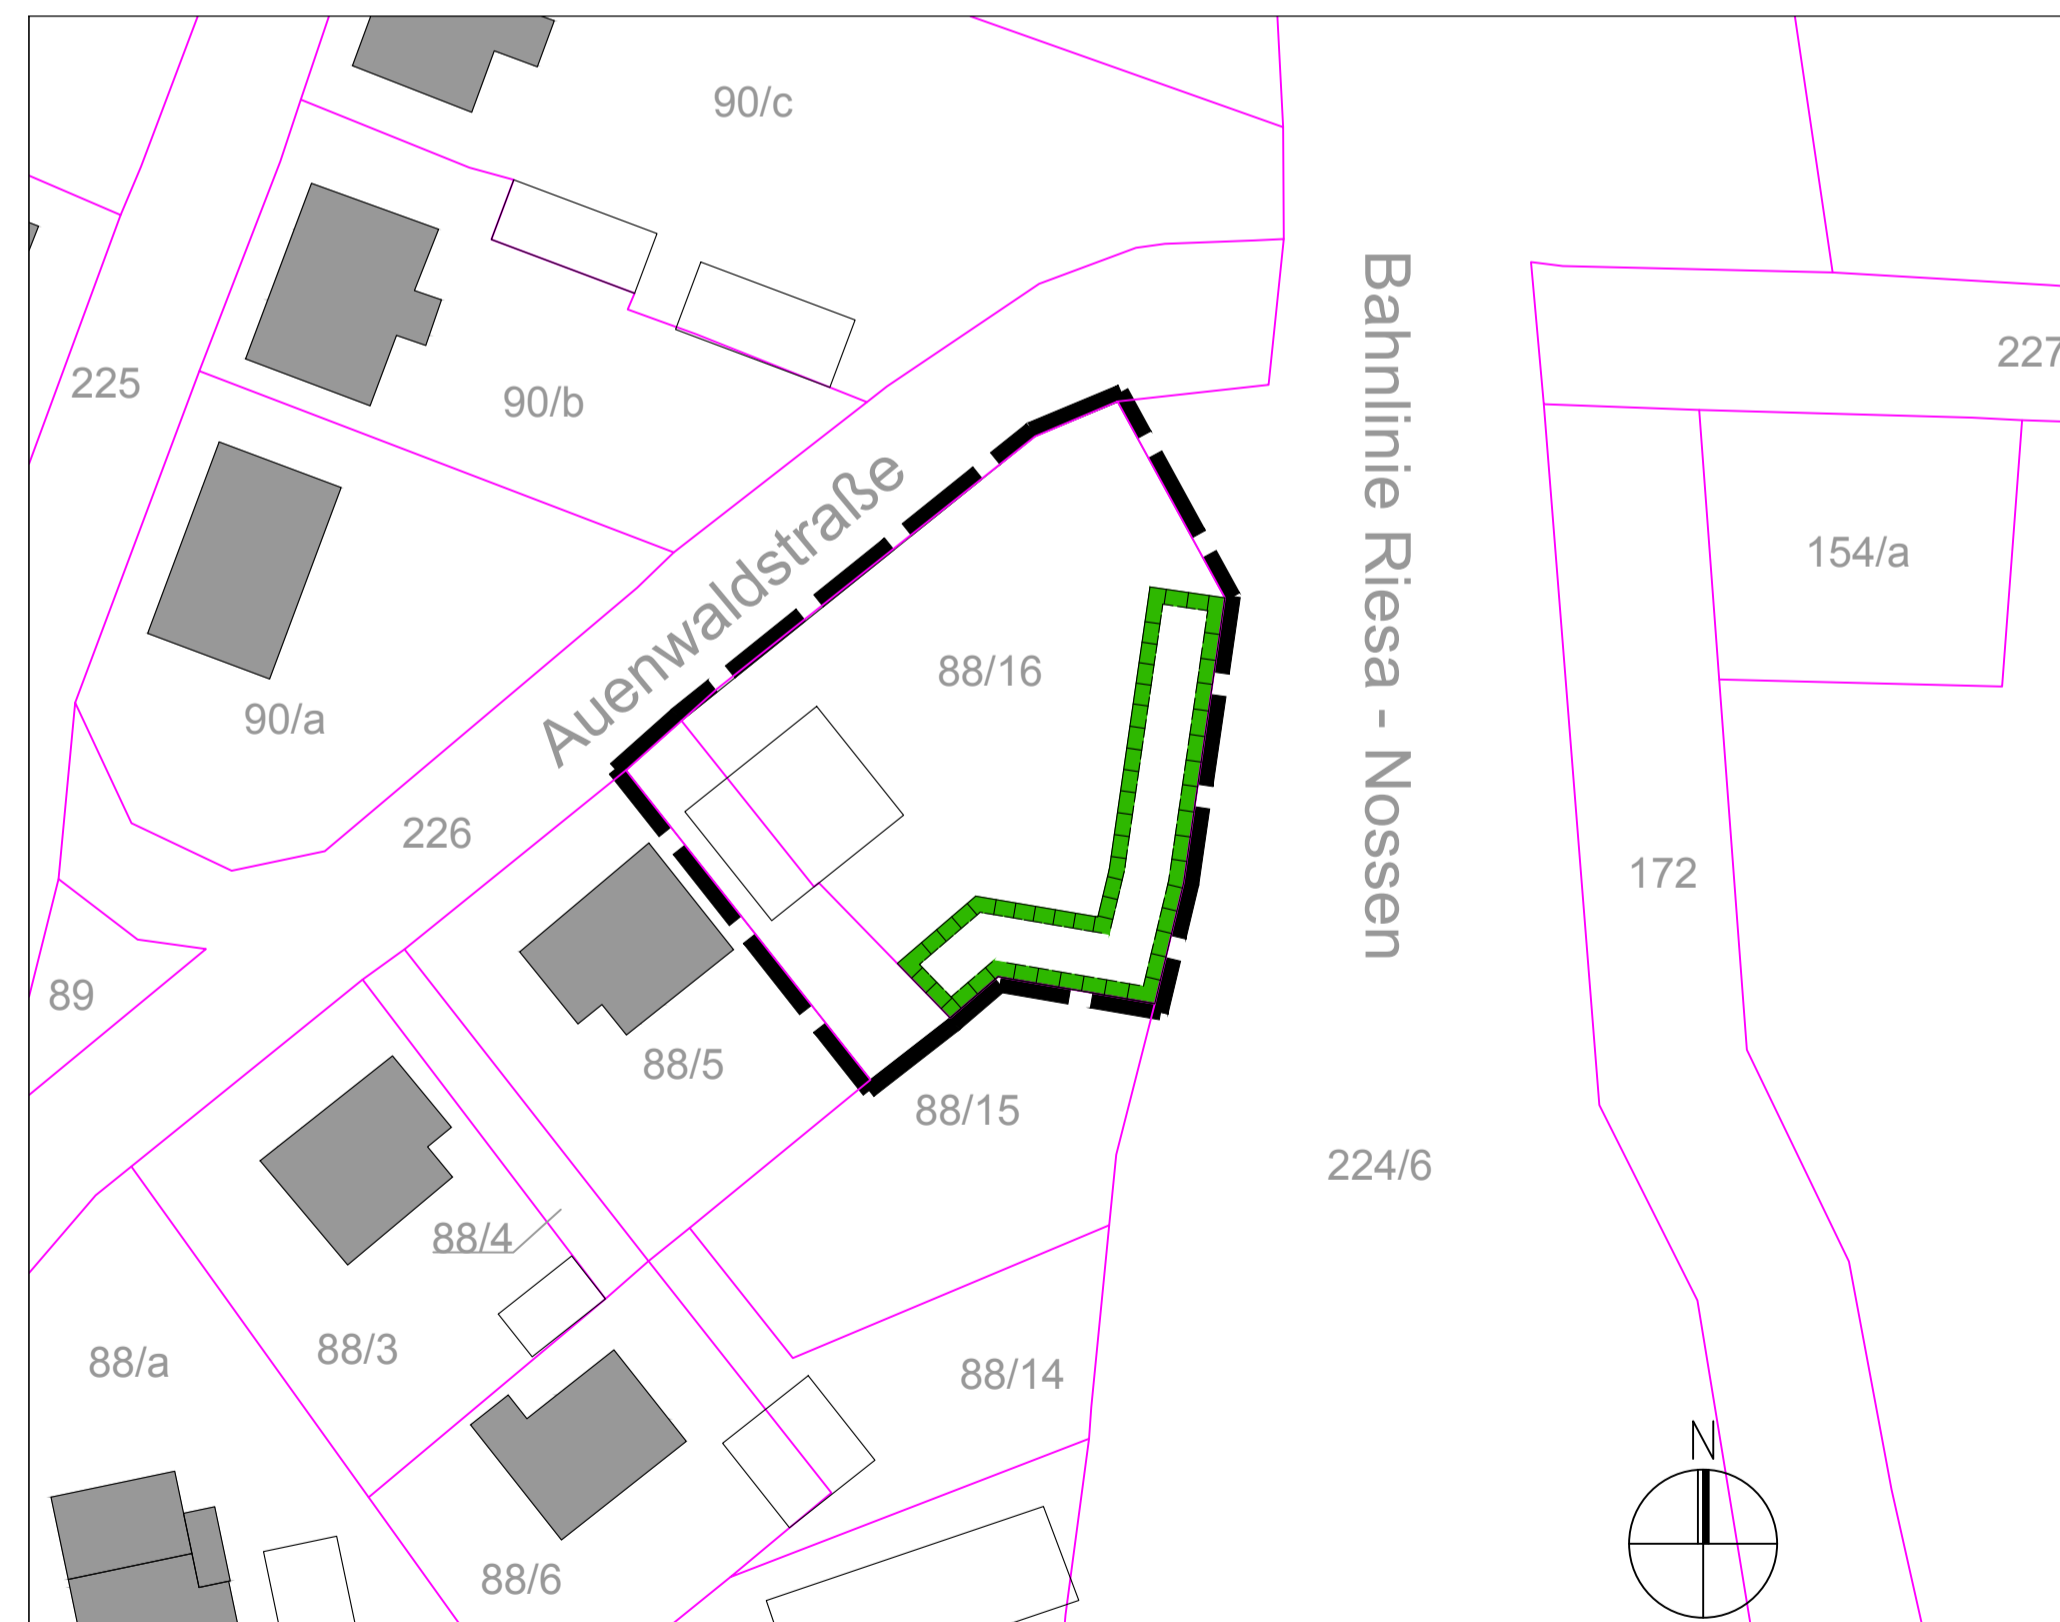 90/c
227
225
90/b
Auenwaldstraße
Bahnlinie Riesa - Nossen
154/a
88/16
90/a
226
172
89
88/5
88/15
224/6
88/4
88/3
88/a
88/14
N
88/6